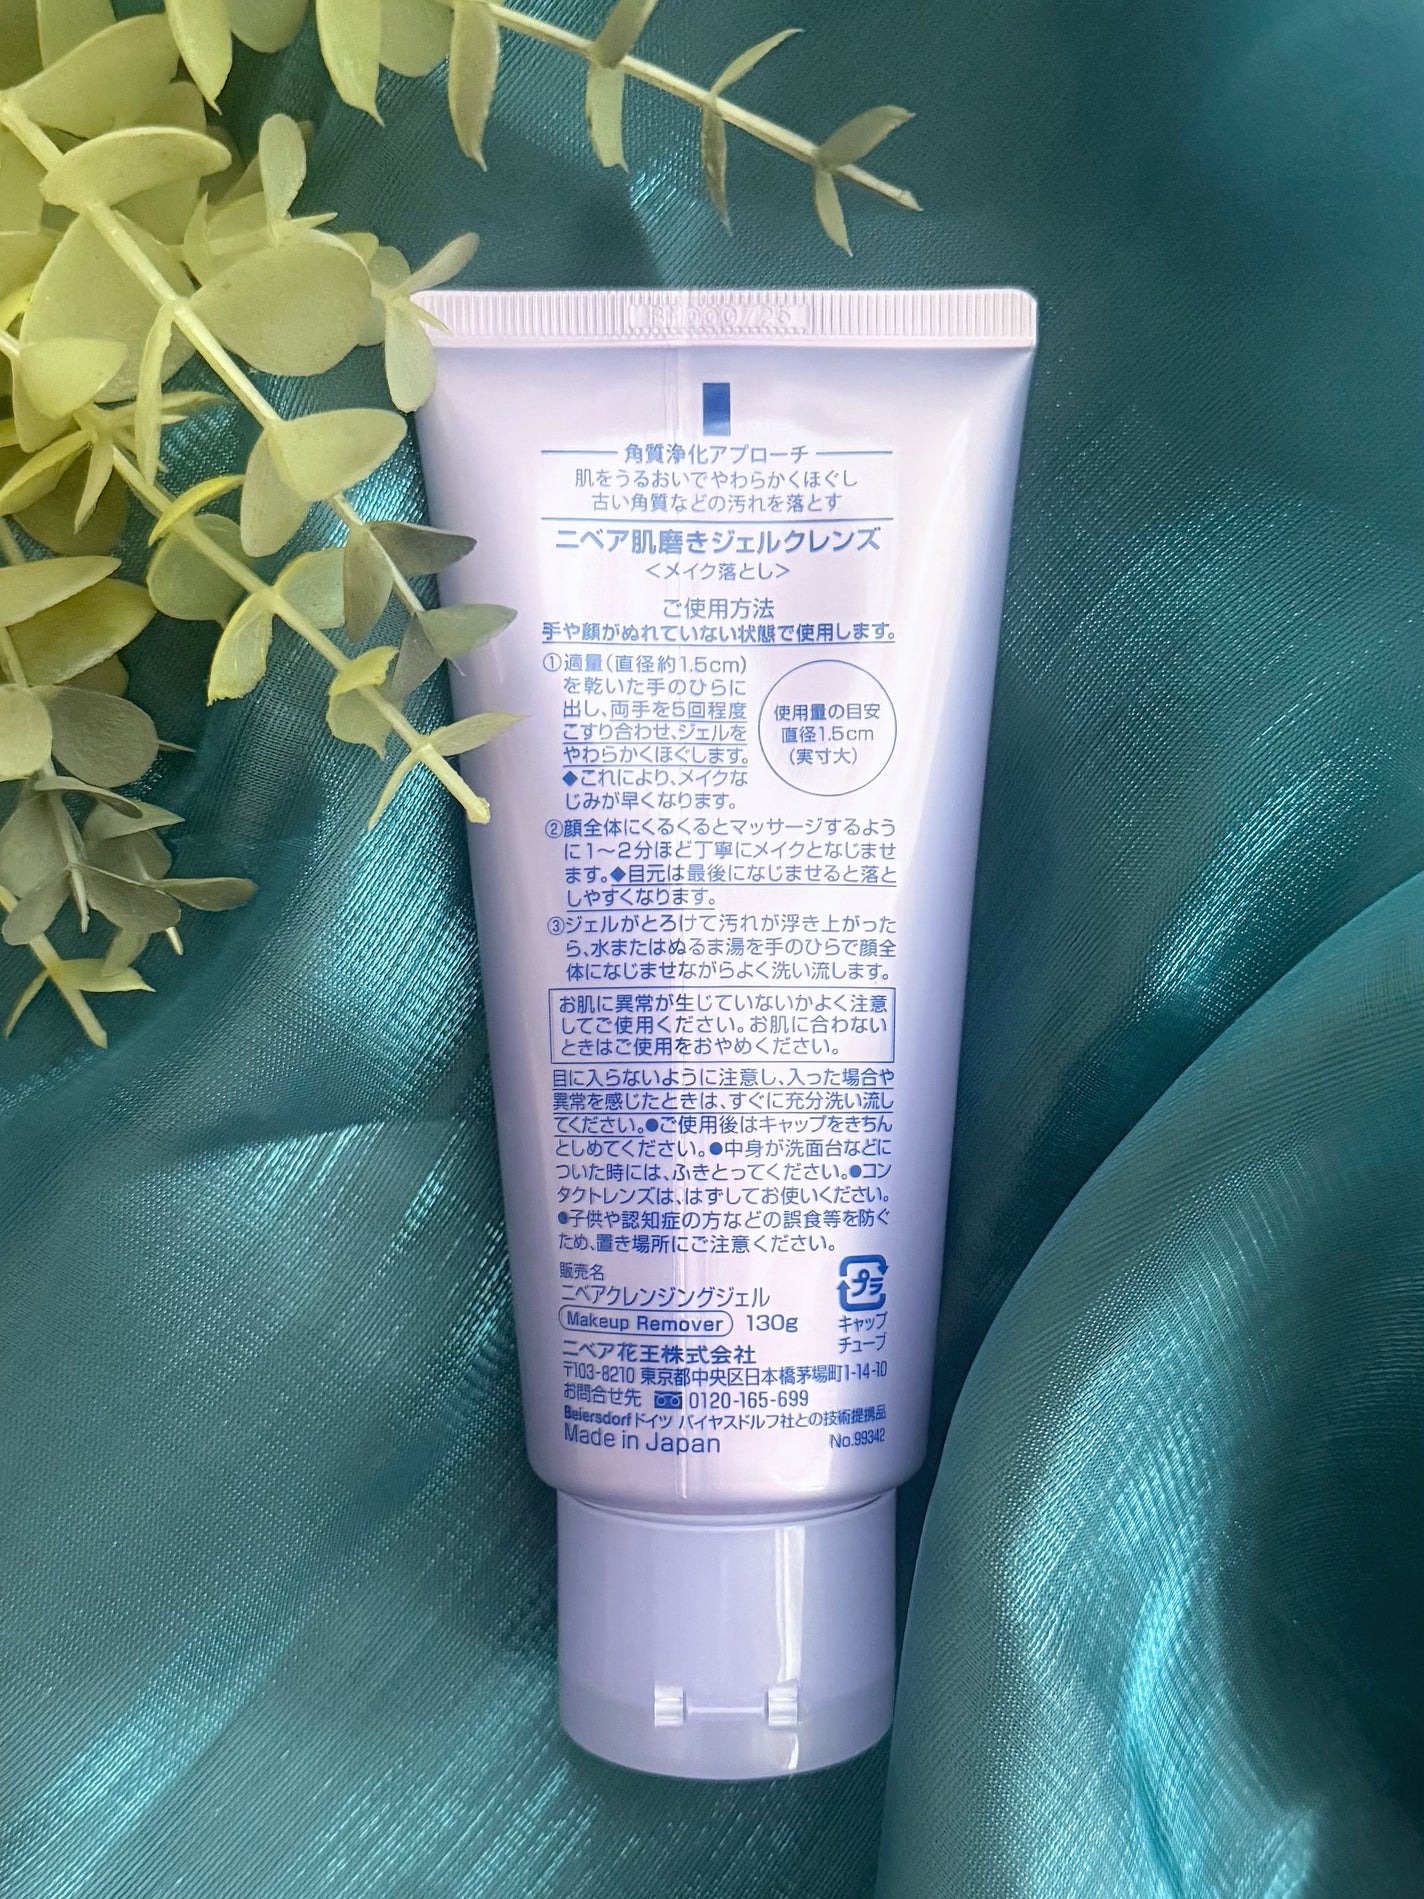 角質浄化アプローチ
肌をうるおいでやわらかくほぐし
古い角質などの汚れを落とす
ニベア肌磨きジェルクレンズ
<メイク落とし>
ご使用方法
手や顔がぬれていない状態で使用します。
①適量(直径約1.5cm)
を乾いた手のひらに
出し、両手を5回程度
こすり合わせ、ジェルを
やわらかくほぐします。
◆これにより、メイクな
じみが早くなります。
使用量の目安
直径1.5cm
(実寸大)
②顔全体にくるくるとマッサージするよう
に1〜2分ほど丁寧にメイクとなじませ
ます。◆目元は最後になじませると落と
しやすくなります。
③ジェルがとろけて汚れが浮き上がった
ら、水またはぬるま湯を手のひらで顔全
体になじませながらよく洗い流します。
お肌に異常が生じていないかよく注意
してご使用ください。お肌に合わない
ときはご使用をおやめください。
目に入らないように注意し、入った場合や
異常を感じたときは、すぐに充分洗い流し
てください。●ご使用後はキャップをきちん
としめてください。●中身が洗面台などに
ついた時には、ふきとってください。●コン
タクトレンズは、はずしてお使いください。
●子供や認知症の方などの誤食等を防ぐ
ため、置き場所にご注意ください。
販売名
ニベアクレンジングジェル
Makeup Remover 130g
プラ
キャップ
チューブ
ニベア花王株式会社
〒103-8210 東京都中央区日本橋茅場町1-14-10
お問合せ先 0120-165-699
Beiersdorfドイツ バイヤスドルフ社との技術提携品
Made in Japan No.99342